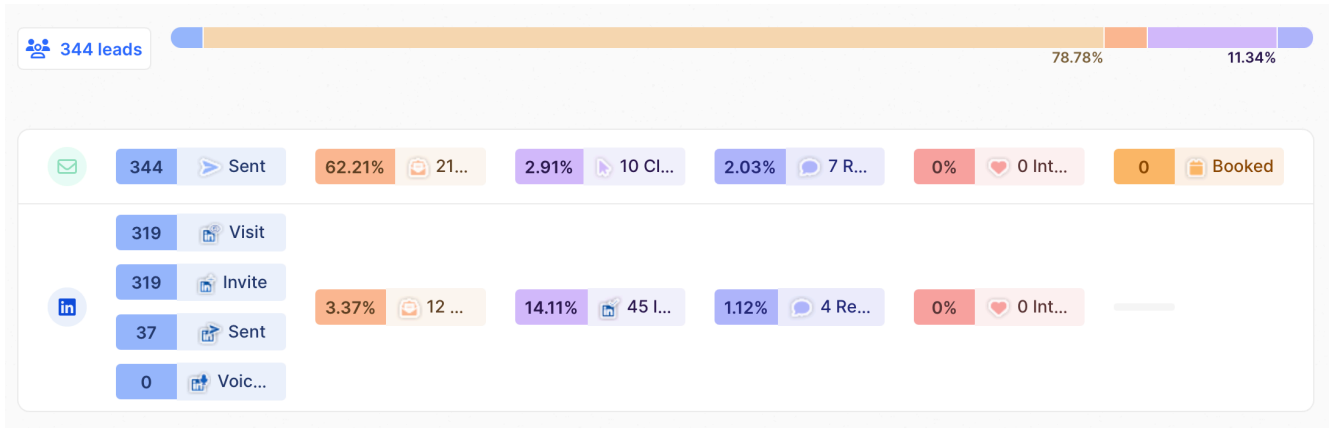 344 leads
78.78% 11.34%
344 Sent 62.21% 21... 2.91% 10 Cl... 2.03% 7 R... 0% 0 Int... 0 Booked
319 Visit
319 Invite
3.37% 12 ... 14.11% 45 I... 1.12% 4 Re... 0% 0 Int...
37 Sent
0 Voic...